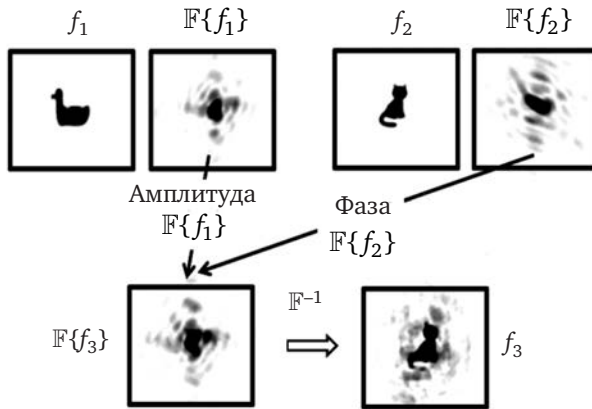 f₁ 𝔽{f₁} f₂ 𝔽{f₂}
Амплитуда
𝔽{f₁}
Фаза
𝔽{f₂}
𝔽{f₃} 𝔽⁻¹ f₃